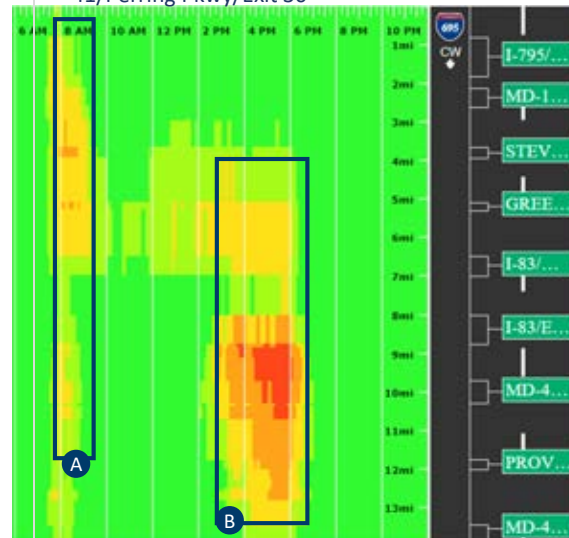 41/Perring Pkwy/Exit 30
6 AM 8 AM 10 AM 12 PM 2 PM 4 PM 6 PM 8 PM 10 PM
695
CW
1mi
I-795/...
2mi
MD-1...
3mi
4mi
STEV...
5mi
GREE...
6mi
I-83/...
7mi
8mi
I-83/E...
9mi
10mi
MD-4...
11mi
12mi
PROV...
13mi
MD-4...
A
B